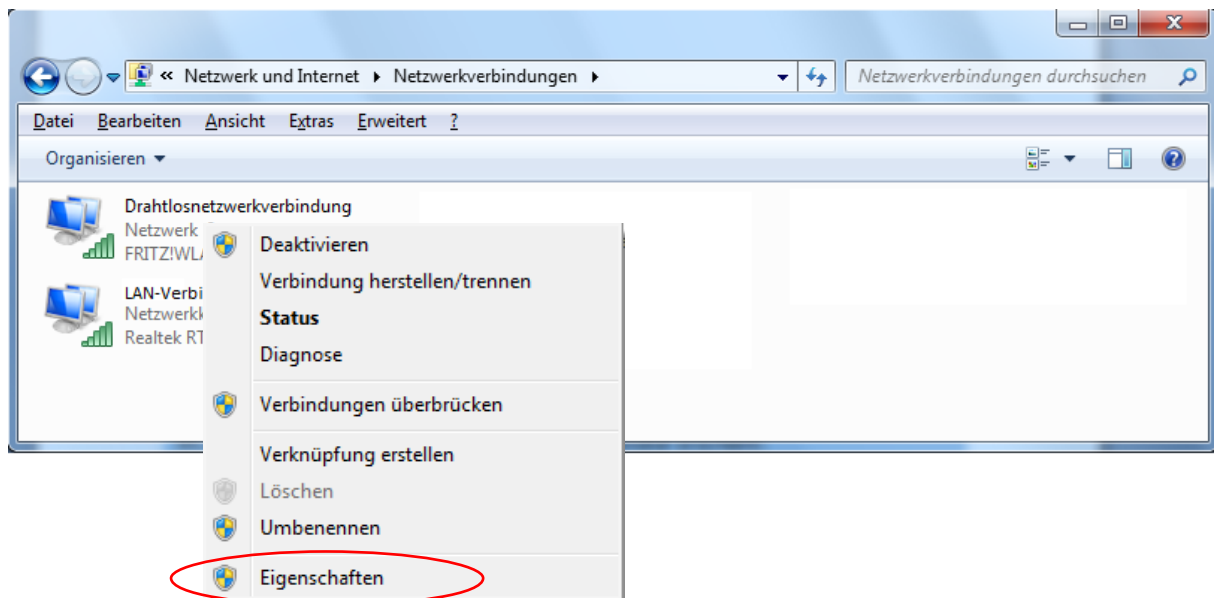 « Netzwerk und Internet ▸ Netzwerkverbindungen ▸
Netzwerkverbindungen durchsuchen
Datei Bearbeiten Ansicht Extras Erweitert ?
Organisieren
Drahtlosnetzwerkverbindung
Netzwerk
FRITZ!WL
LAN-Verbi
Netzwerkk
Realtek RT
Deaktivieren
Verbindung herstellen/trennen
Status
Diagnose
Verbindungen überbrücken
Verknüpfung erstellen
Löschen
Umbenennen
Eigenschaften